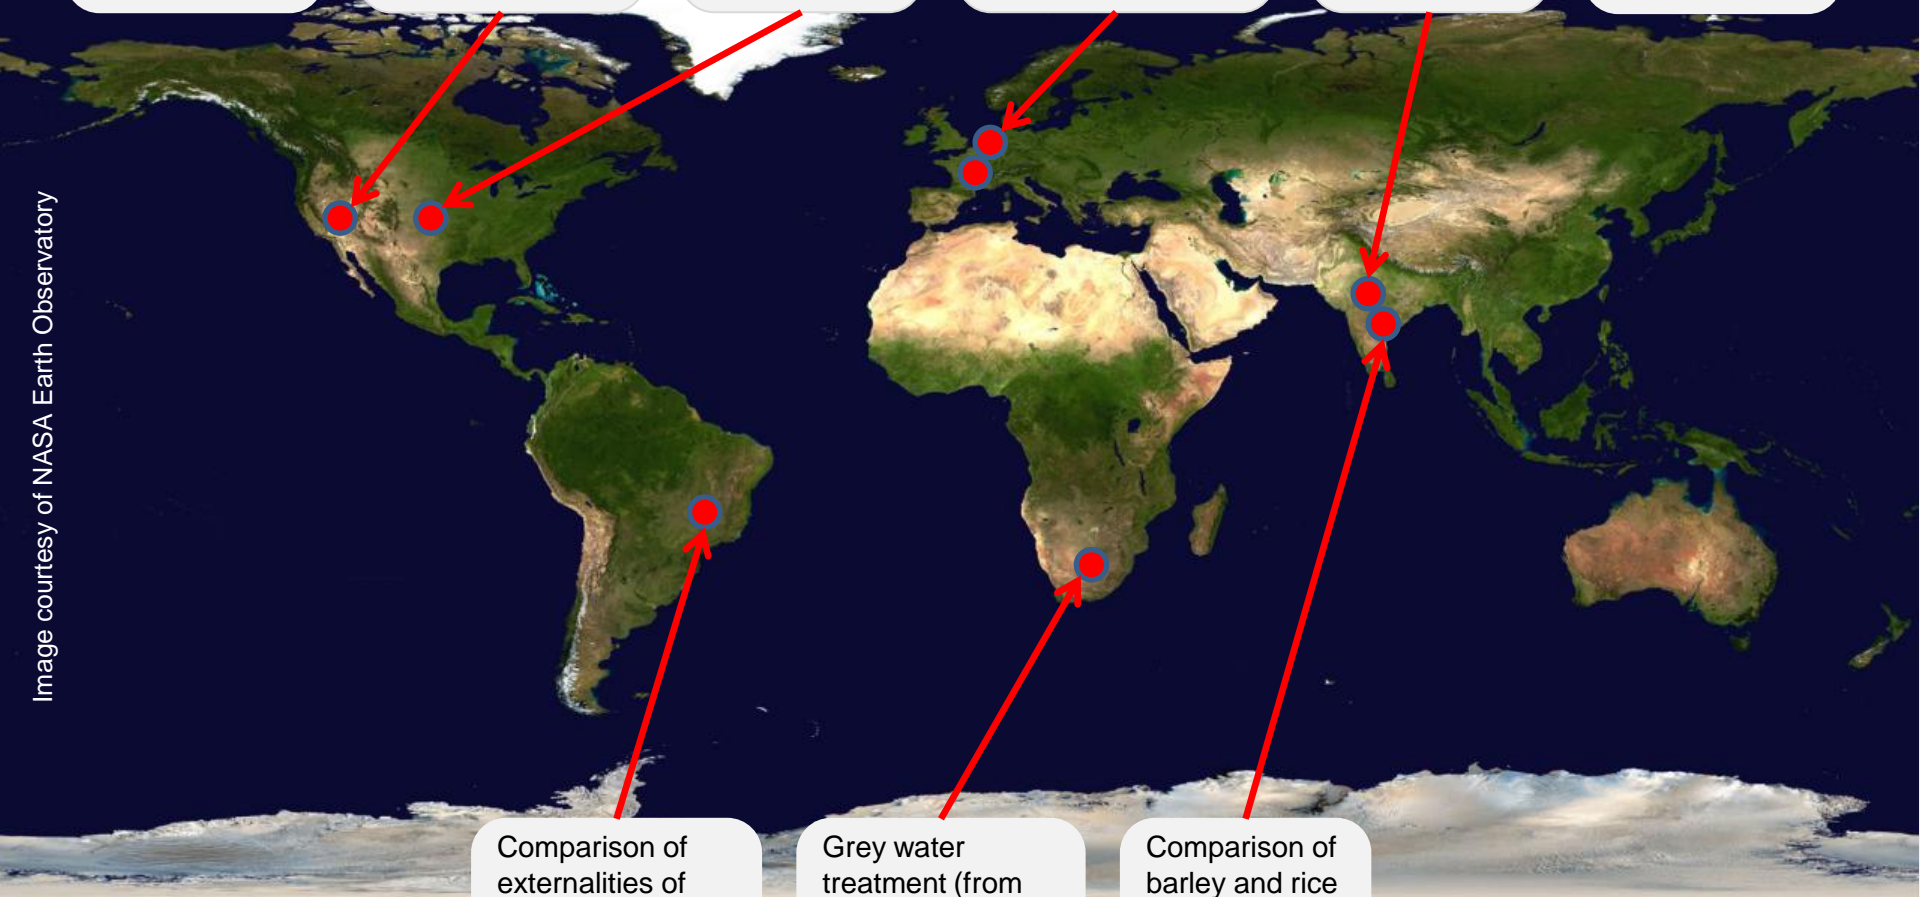 Image courtesy of NASA Earth Observatory
Comparison of
externalities of
Grey water
treatment (from
Comparison of
barley and rice